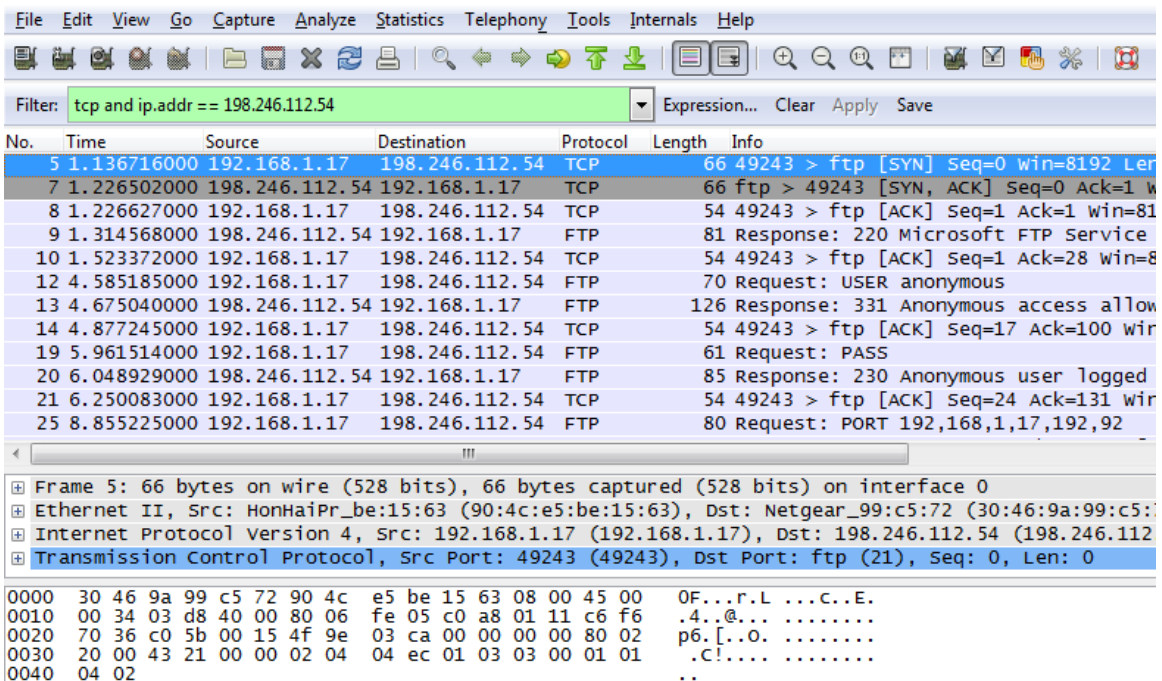 File Edit View Go Capture Analyze Statistics Telephony Tools Internals Help
Filter: tcp and ip.addr == 198.246.112.54 Expression... Clear Apply Save
No. Time Source Destination Protocol Length Info
5 1.136716000 192.168.1.17 198.246.112.54 TCP 66 49243 > ftp [SYN] Seq=0 Win=8192 Len
7 1.226502000 198.246.112.54 192.168.1.17 TCP 66 ftp > 49243 [SYN, ACK] Seq=0 Ack=1 W
8 1.226627000 192.168.1.17 198.246.112.54 TCP 54 49243 > ftp [ACK] Seq=1 Ack=1 Win=81
9 1.314568000 198.246.112.54 192.168.1.17 FTP 81 Response: 220 Microsoft FTP Service
10 1.523372000 192.168.1.17 198.246.112.54 TCP 54 49243 > ftp [ACK] Seq=1 Ack=28 Win=8
12 4.585185000 192.168.1.17 198.246.112.54 FTP 70 Request: USER anonymous
13 4.675040000 198.246.112.54 192.168.1.17 FTP 126 Response: 331 Anonymous access allow
14 4.877245000 192.168.1.17 198.246.112.54 TCP 54 49243 > ftp [ACK] Seq=17 Ack=100 Win
19 5.961514000 192.168.1.17 198.246.112.54 FTP 61 Request: PASS
20 6.048929000 198.246.112.54 192.168.1.17 FTP 85 Response: 230 Anonymous user logged
21 6.250083000 192.168.1.17 198.246.112.54 TCP 54 49243 > ftp [ACK] Seq=24 Ack=131 Win
25 8.855225000 192.168.1.17 198.246.112.54 FTP 80 Request: PORT 192,168,1,17,192,92
Frame 5: 66 bytes on wire (528 bits), 66 bytes captured (528 bits) on interface 0
Ethernet II, Src: HonHaiPr_be:15:63 (90:4c:e5:be:15:63), Dst: Netgear_99:c5:72 (30:46:9a:99:c5:7
Internet Protocol Version 4, Src: 192.168.1.17 (192.168.1.17), Dst: 198.246.112.54 (198.246.112
Transmission Control Protocol, Src Port: 49243 (49243), Dst Port: ftp (21), Seq: 0, Len: 0
0000 30 46 9a 99 c5 72 90 4c e5 be 15 63 08 00 45 00 0F...r.L ...c..E.
0010 00 34 03 d8 40 00 80 06 fe 05 c0 a8 01 11 c6 f6 .4..@... ........
0020 70 36 c0 5b 00 15 4f 9e 03 ca 00 00 00 00 80 02 p6.[..O. ........
0030 20 00 43 21 00 00 02 04 04 ec 01 03 03 00 01 01 .C!.... ........
0040 04 02 ..